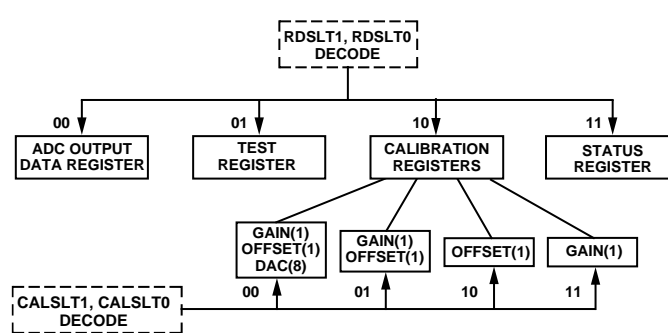 RDSLT1, RDSLT0
DECODE
00
01
10
11
ADC OUTPUT
DATA REGISTER
TEST
REGISTER
CALIBRATION
REGISTERS
STATUS
REGISTER
GAIN(1)
OFFSET(1)
DAC(8)
GAIN(1)
OFFSET(1)
OFFSET(1)
GAIN(1)
00
01
10
11
CALSLT1, CALSLT0
DECODE